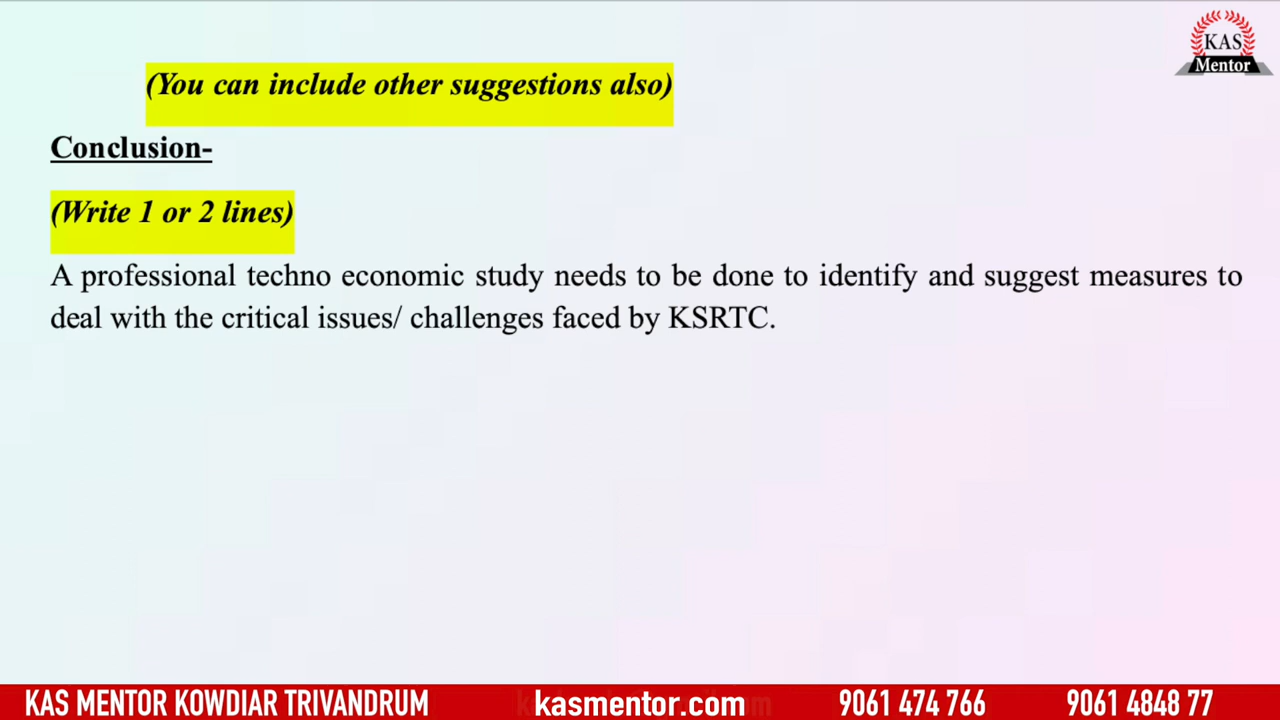 KAS
Mentor
(You can include other suggestions also)
Conclusion-
(Write 1 or 2 lines)
A professional techno economic study needs to be done to identify and suggest measures to
deal with the critical issues/ challenges faced by KSRTC.
KAS MENTOR KOWDIAR TRIVANDRUM kasmentor.com 9061 474 766 9061 4848 77